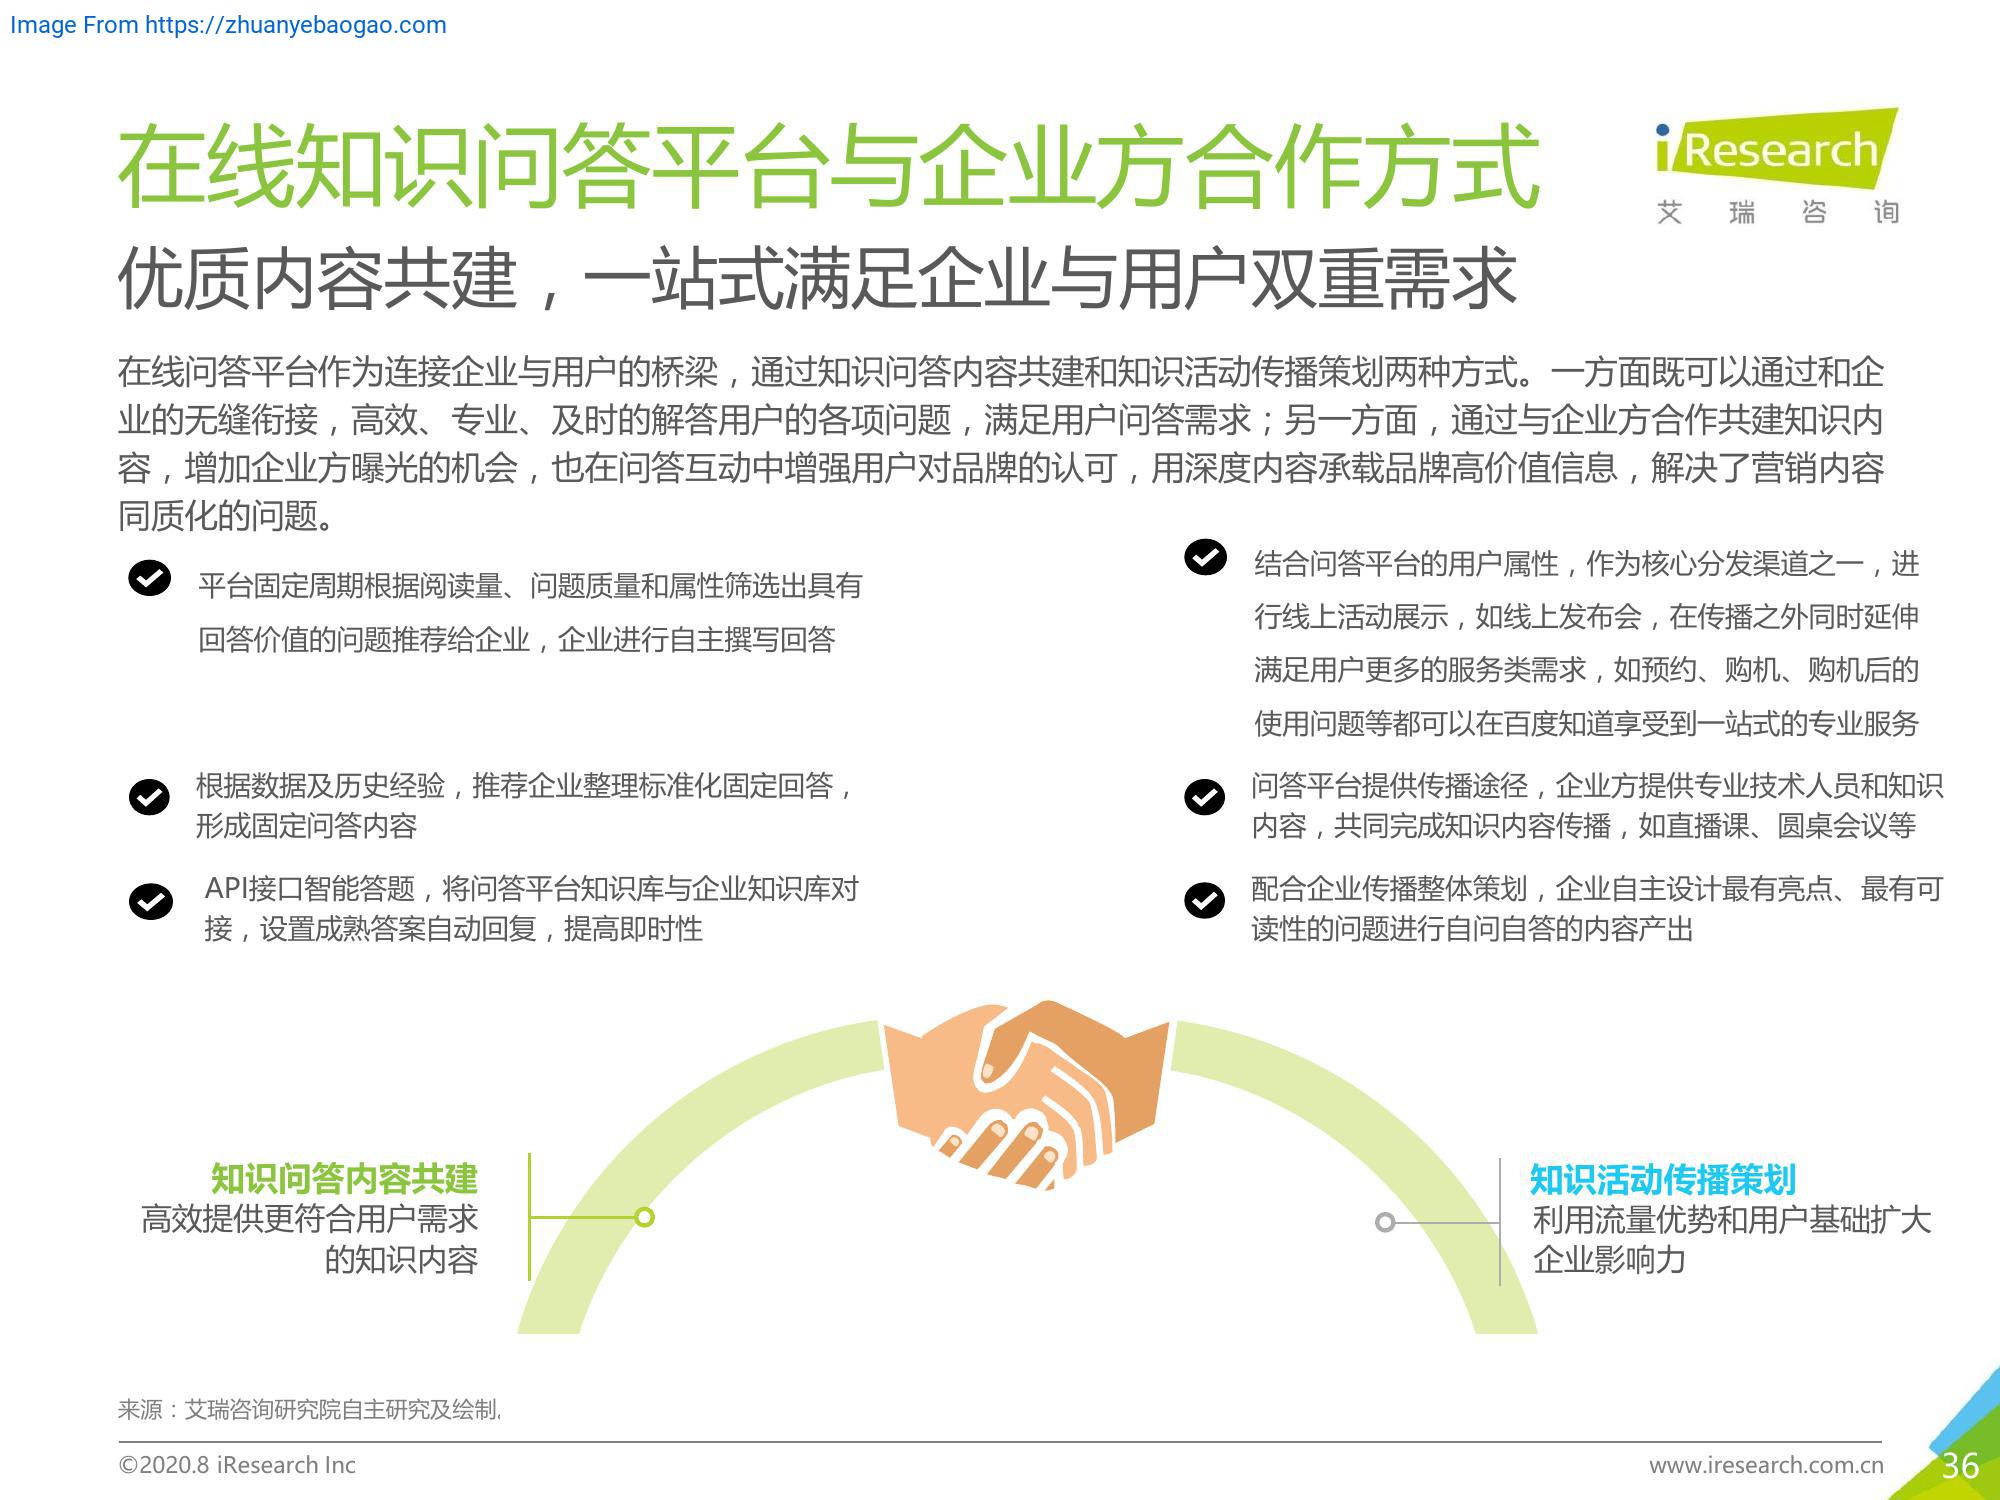 Image From https://zhuanyebaogao.com
在线知识问答平台与企业方合作方式
iResearch
艾瑞咨询
优质内容共建，一站式满足企业与用户双重需求
在线问答平台作为连接企业与用户的桥梁，通过知识问答内容共建和知识活动传播策划两种方式。一方面既可以通过和企
业的无缝衔接，高效、专业、及时的解答用户的各项问题，满足用户问答需求；另一方面，通过与企业方合作共建知识内
容，增加企业方曝光的机会，也在问答互动中增强用户对品牌的认可，用深度内容承载品牌高价值信息，解决了营销内容
同质化的问题。
平台固定周期根据阅读量、问题质量和属性筛选出具有
回答价值的问题推荐给企业，企业进行自主撰写回答
根据数据及历史经验，推荐企业整理标准化固定回答，
形成固定问答内容
API接口智能答题，将问答平台知识库与企业知识库对
接，设置成熟答案自动回复，提高即时性
结合问答平台的用户属性，作为核心分发渠道之一，进
行线上活动展示，如线上发布会，在传播之外同时延伸
满足用户更多的服务类需求，如预约、购机、购机后的
使用问题等都可以在百度知道享受到一站式的专业服务
问答平台提供传播途径，企业方提供专业技术人员和知识
内容，共同完成知识内容传播，如直播课、圆桌会议等
配合企业传播整体策划，企业自主设计最有亮点、最有可
读性的问题进行自问自答的内容产出
知识问答内容共建
高效提供更符合用户需求
的知识内容
知识活动传播策划
利用流量优势和用户基础扩大
企业影响力
来源：艾瑞咨询研究院自主研究及绘制.
©2020.8 iResearch Inc
www.iresearch.com.cn
36